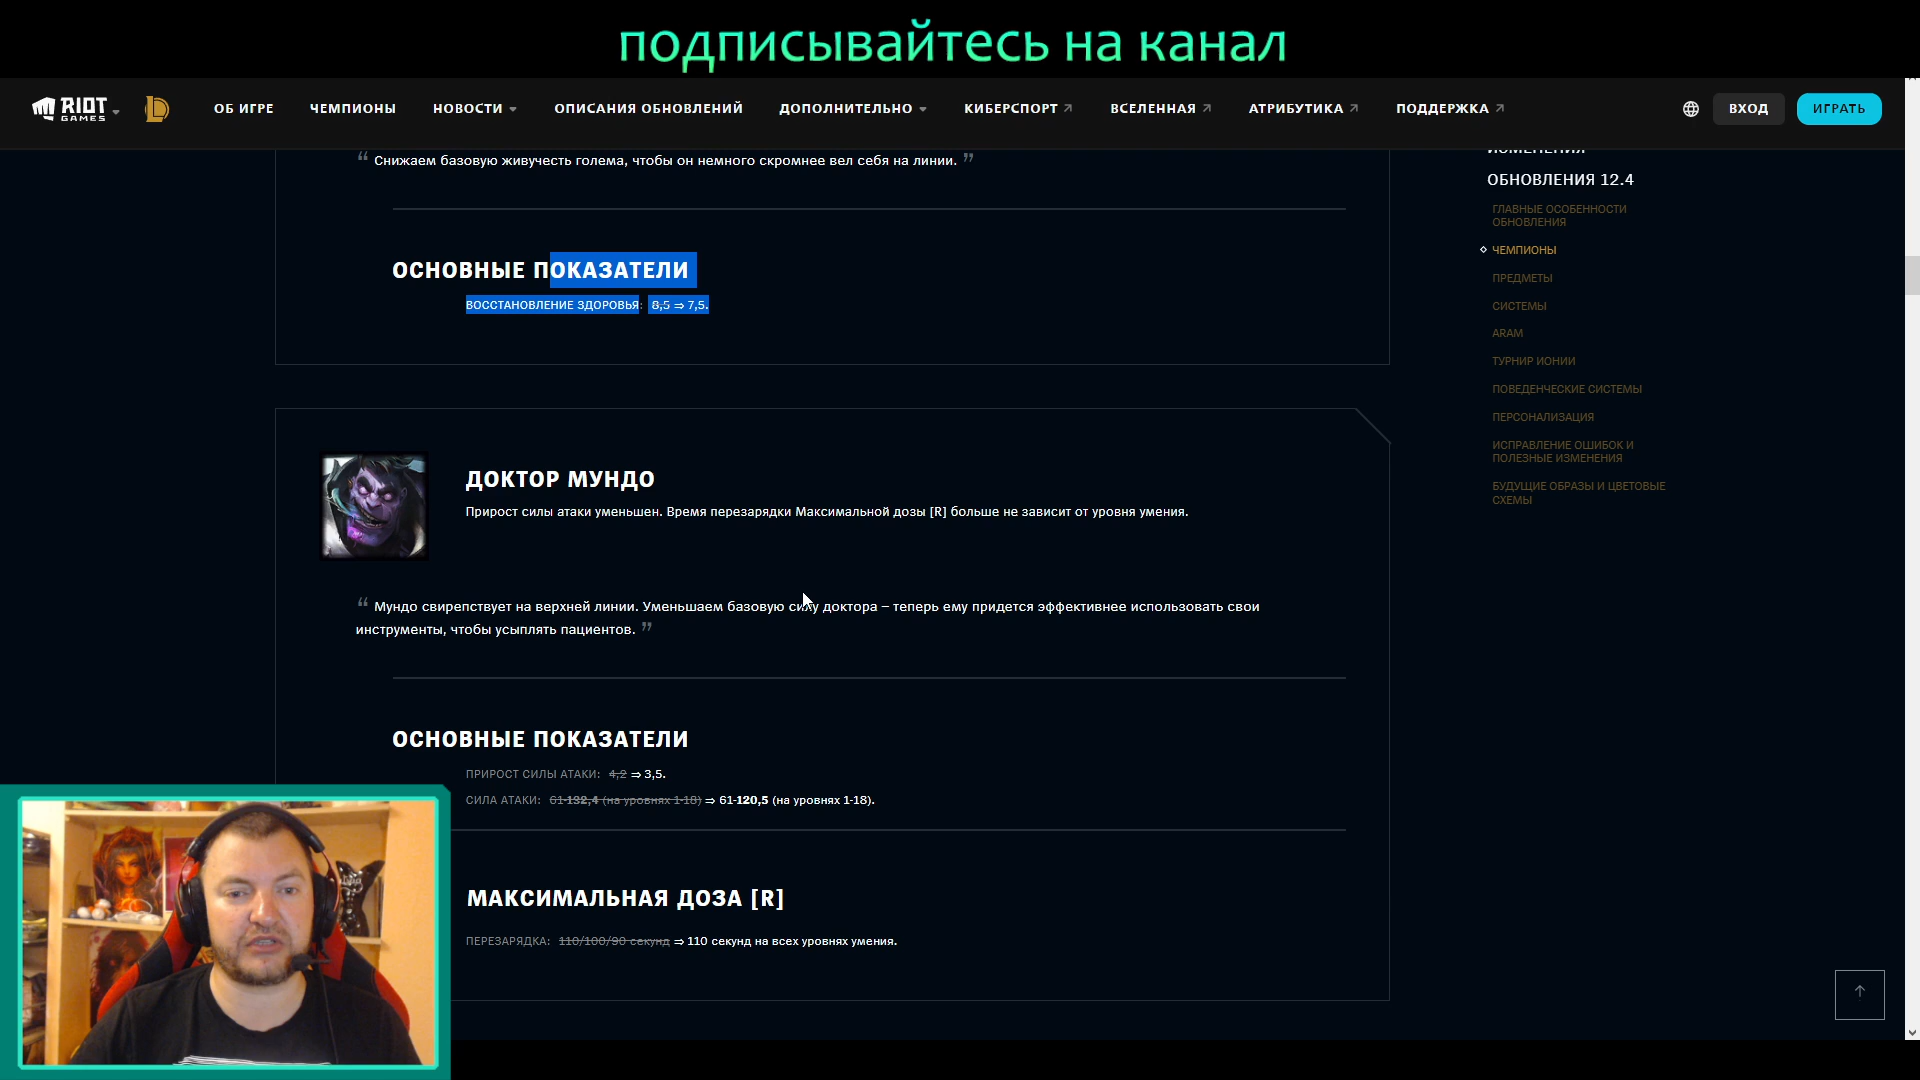 подписывайтесь на канал
RIOT GAMES
ОБ ИГРЕ
ЧЕМПИОНЫ
НОВОСТИ
ОПИСАНИЯ ОБНОВЛЕНИЙ
ДОПОЛНИТЕЛЬНО
КИБЕРСПОРТ
ВСЕЛЕННАЯ
АТРИБУТИКА
ПОДДЕРЖКА
ВХОД
ИГРАТЬ
“ Снижаем базовую живучесть голема, чтобы он немного скромнее вел себя на линии. ”
ОСНОВНЫЕ ПОКАЗАТЕЛИ
ВОССТАНОВЛЕНИЕ ЗДОРОВЬЯ: 8,5 ⇒ 7,5.
ДОКТОР МУНДО
Прирост силы атаки уменьшен. Время перезарядки Максимальной дозы [R] больше не зависит от уровня умения.
“ Мундо свирепствует на верхней линии. Уменьшаем базовую силу доктора – теперь ему придется эффективнее использовать свои
инструменты, чтобы усыплять пациентов. ”
ОСНОВНЫЕ ПОКАЗАТЕЛИ
ПРИРОСТ СИЛЫ АТАКИ: 4,2 ⇒ 3,5.
СИЛА АТАКИ: 61-132,4 (на уровнях 1-18) ⇒ 61-120,5 (на уровнях 1-18).
МАКСИМАЛЬНАЯ ДОЗА [R]
ПЕРЕЗАРЯДКА: 110/100/90 секунд ⇒ 110 секунд на всех уровнях умения.
ИЗМЕНЕНИЯ
ОБНОВЛЕНИЯ 12.4
ГЛАВНЫЕ ОСОБЕННОСТИ
ОБНОВЛЕНИЯ
ЧЕМПИОНЫ
ПРЕДМЕТЫ
СИСТЕМЫ
ARAM
ТУРНИР ИОНИИ
ПОВЕДЕНЧЕСКИЕ СИСТЕМЫ
ПЕРСОНАЛИЗАЦИЯ
ИСПРАВЛЕНИЕ ОШИБОК И
ПОЛЕЗНЫЕ ИЗМЕНЕНИЯ
БУДУЩИЕ ОБРАЗЫ И ЦВЕТОВЫЕ
СХЕМЫ